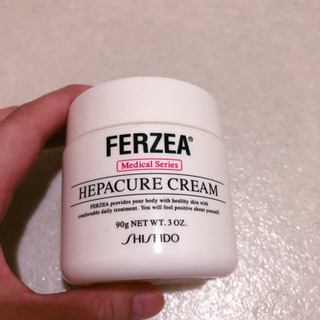 FERZEA®
Medical Series
HEPACURE CREAM
FERZEA provides your body with healthy skin with
comfortable daily treatment. You will feel positive about yourself.
90g NET WT. 3 OZ.
SHISEIDO